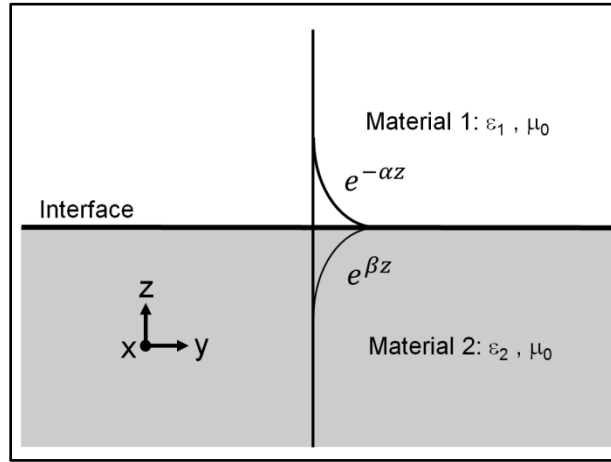 Material 1: ε₁ , μ₀
e^{-αz}
Interface
e^{βz}
z
x y
Material 2: ε₂ , μ₀